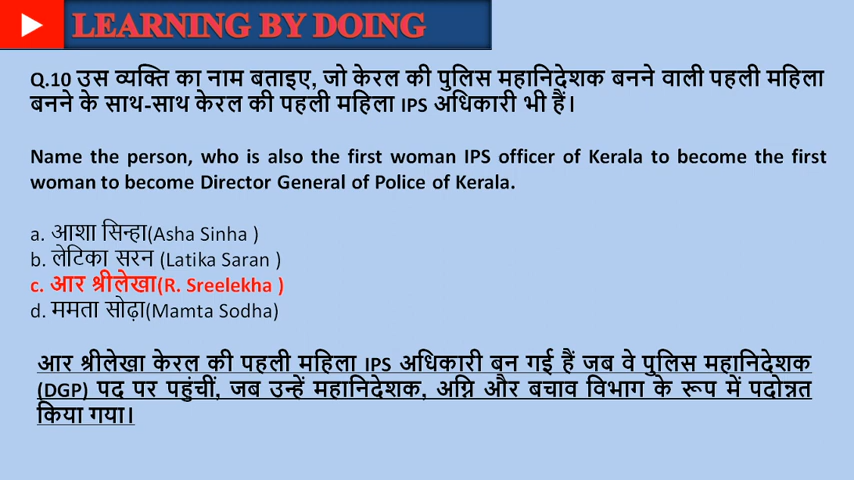 LEARNING BY DOING
Q.10 उस व्यक्ति का नाम बताइए, जो केरल की पुलिस महानिदेशक बनने वाली पहली महिला
बनने के साथ-साथ केरल की पहली महिला IPS अधिकारी भी हैं।
Name the person, who is also the first woman IPS officer of Kerala to become the first
woman to become Director General of Police of Kerala.
a. आशा सिन्हा(Asha Sinha )
b. लेटिका सरन (Latika Saran )
c. आर श्रीलेखा(R. Sreelekha )
d. ममता सोढ़ा(Mamta Sodha)
आर श्रीलेखा केरल की पहली महिला IPS अधिकारी बन गई हैं जब वे पुलिस महानिदेशक
(DGP) पद पर पहुंचीं, जब उन्हें महानिदेशक, अग्नि और बचाव विभाग के रूप में पदोन्नत
किया गया।